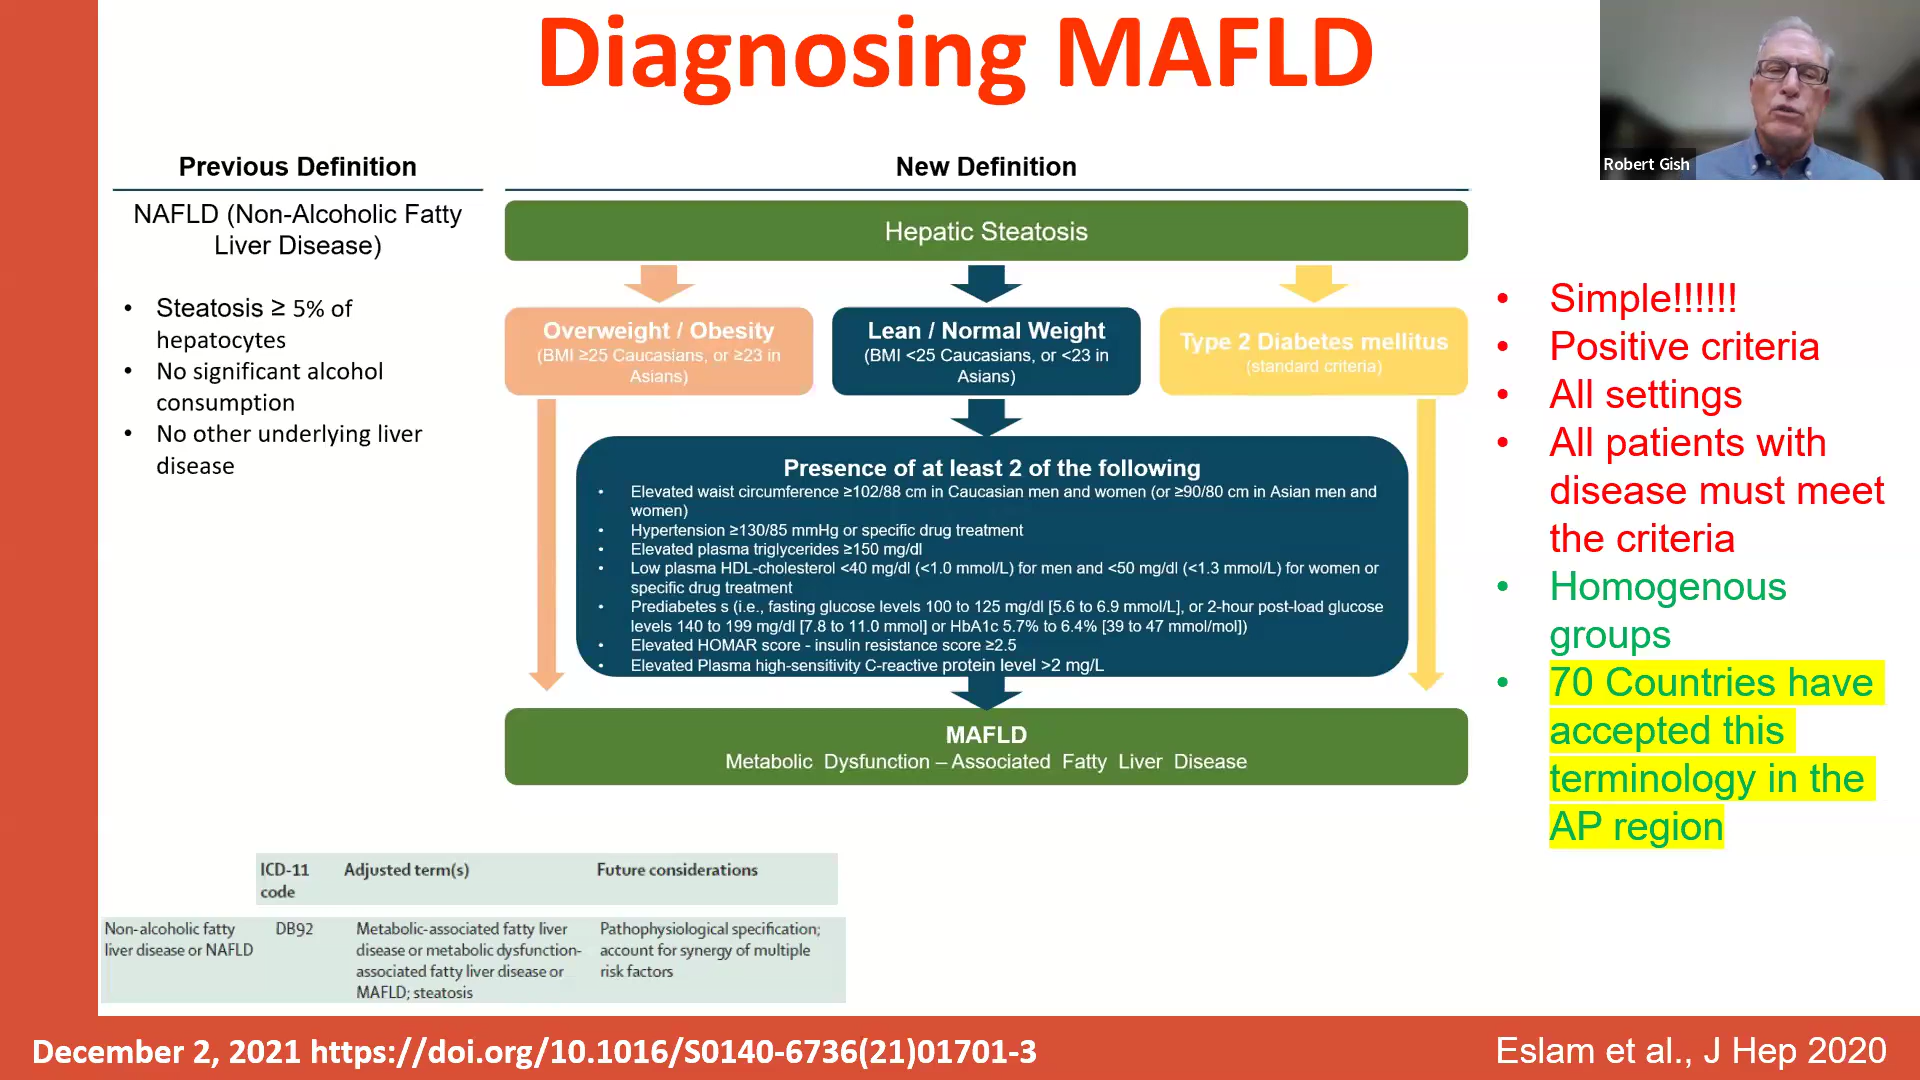 Diagnosing MAFLD
Robert Gish
Previous Definition
NAFLD (Non-Alcoholic Fatty
Liver Disease)
• Steatosis ≥ 5% of
hepatocytes
• No significant alcohol
consumption
• No other underlying liver
disease
New Definition
Hepatic Steatosis
Overweight / Obesity
(BMI ≥25 Caucasians, or ≥23 in
Asians)
Lean / Normal Weight
(BMI <25 Caucasians, or <23 in
Asians)
Type 2 Diabetes mellitus
(standard criteria)
Presence of at least 2 of the following
• Elevated waist circumference ≥102/88 cm in Caucasian men and women (or ≥90/80 cm in Asian men and
women)
• Hypertension ≥130/85 mmHg or specific drug treatment
• Elevated plasma triglycerides ≥150 mg/dl
• Low plasma HDL-cholesterol <40 mg/dl (<1.0 mmol/L) for men and <50 mg/dl (<1.3 mmol/L) for women or
specific drug treatment
• Prediabetes s (i.e., fasting glucose levels 100 to 125 mg/dl [5.6 to 6.9 mmol/L], or 2-hour post-load glucose
levels 140 to 199 mg/dl [7.8 to 11.0 mmol] or HbA1c 5.7% to 6.4% [39 to 47 mmol/mol])
• Elevated HOMAR score - insulin resistance score ≥2.5
• Elevated Plasma high-sensitivity C-reactive protein level >2 mg/L
MAFLD
Metabolic Dysfunction – Associated Fatty Liver Disease
• Simple!!!!!!
• Positive criteria
• All settings
• All patients with
disease must meet
the criteria
• Homogenous
groups
• 70 Countries have
accepted this
terminology in the
AP region
ICD-11
code
Adjusted term(s)
Future considerations
Non-alcoholic fatty
liver disease or NAFLD
DB92
Metabolic-associated fatty liver
disease or metabolic dysfunction-
associated fatty liver disease or
MAFLD; steatosis
Pathophysiological specification;
account for synergy of multiple
risk factors
December 2, 2021 https://doi.org/10.1016/S0140-6736(21)01701-3
Eslam et al., J Hep 2020